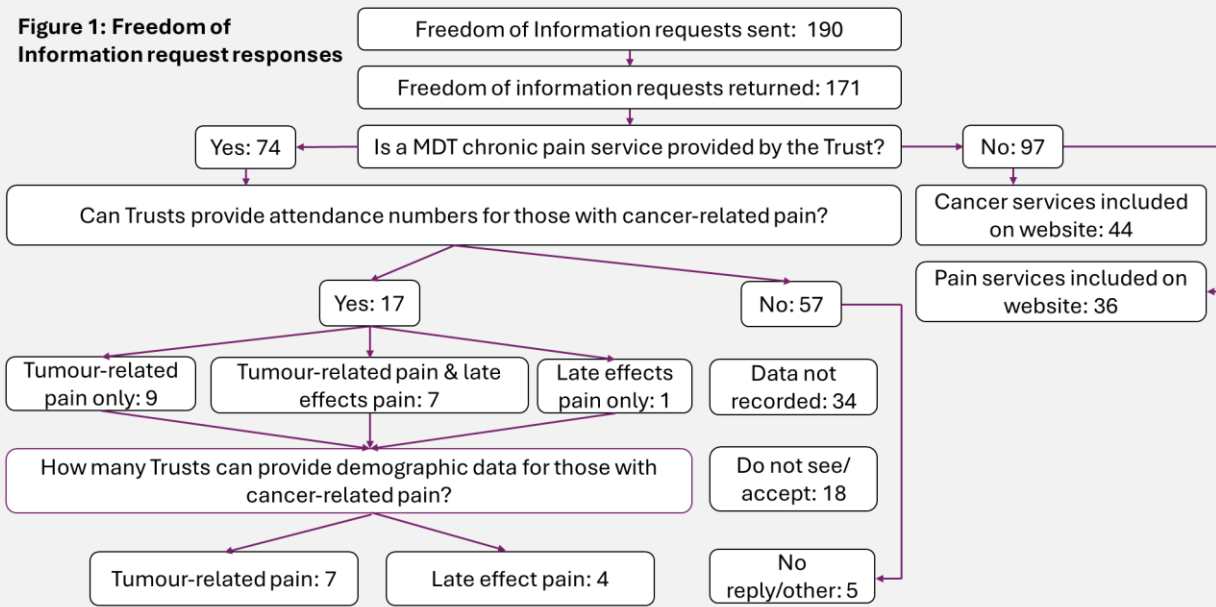 Figure 1: Freedom of
Information request responses
Freedom of Information requests sent:  190
Freedom of information requests returned: 171
Yes: 74
Is a MDT chronic pain service provided by the Trust?
No: 97
Can Trusts provide attendance numbers for those with cancer-related pain?
Cancer services included
on website: 44
Pain services included on
website: 36
Yes: 17
No: 57
Tumour-related
pain only: 9
Tumour-related pain & late
effects pain: 7
Late effects
pain only: 1
Data not
recorded: 34
How many Trusts can provide demographic data for those with
cancer-related pain?
Do not see/
accept: 18
Tumour-related pain: 7
Late effect pain: 4
No
reply/other: 5